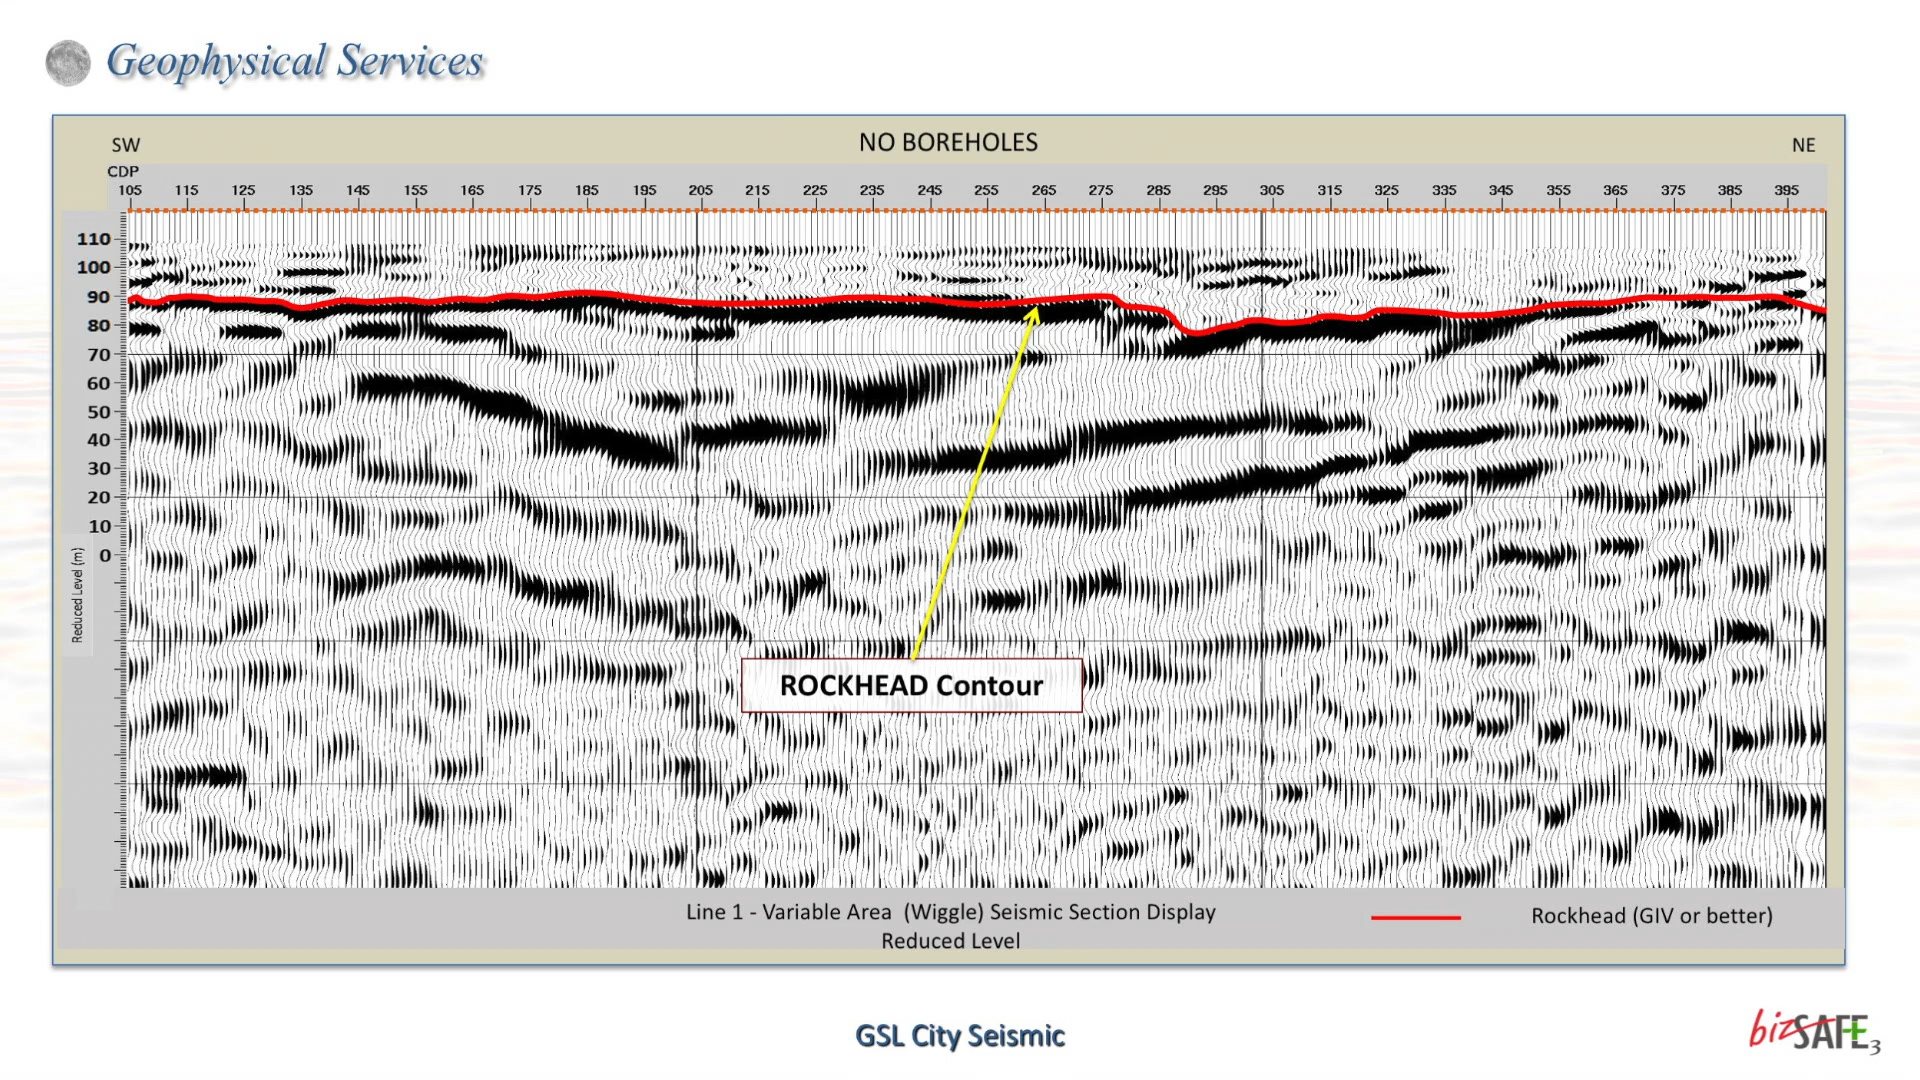 Geophysical Services
NO BOREHOLES
SW
NE
CDP
105 115 125 135 145 155 165 175 185 195 205 215 225 235 245 255 265 275 285 295 305 315 325 335 345 355 365 375 385 395
110
100
90
80
70
60
50
40
30
20
10
0
Reduced Level (m)
ROCKHEAD Contour
Line 1 - Variable Area (Wiggle) Seismic Section Display
Reduced Level
Rockhead (GIV or better)
GSL City Seismic
bizSAFE3